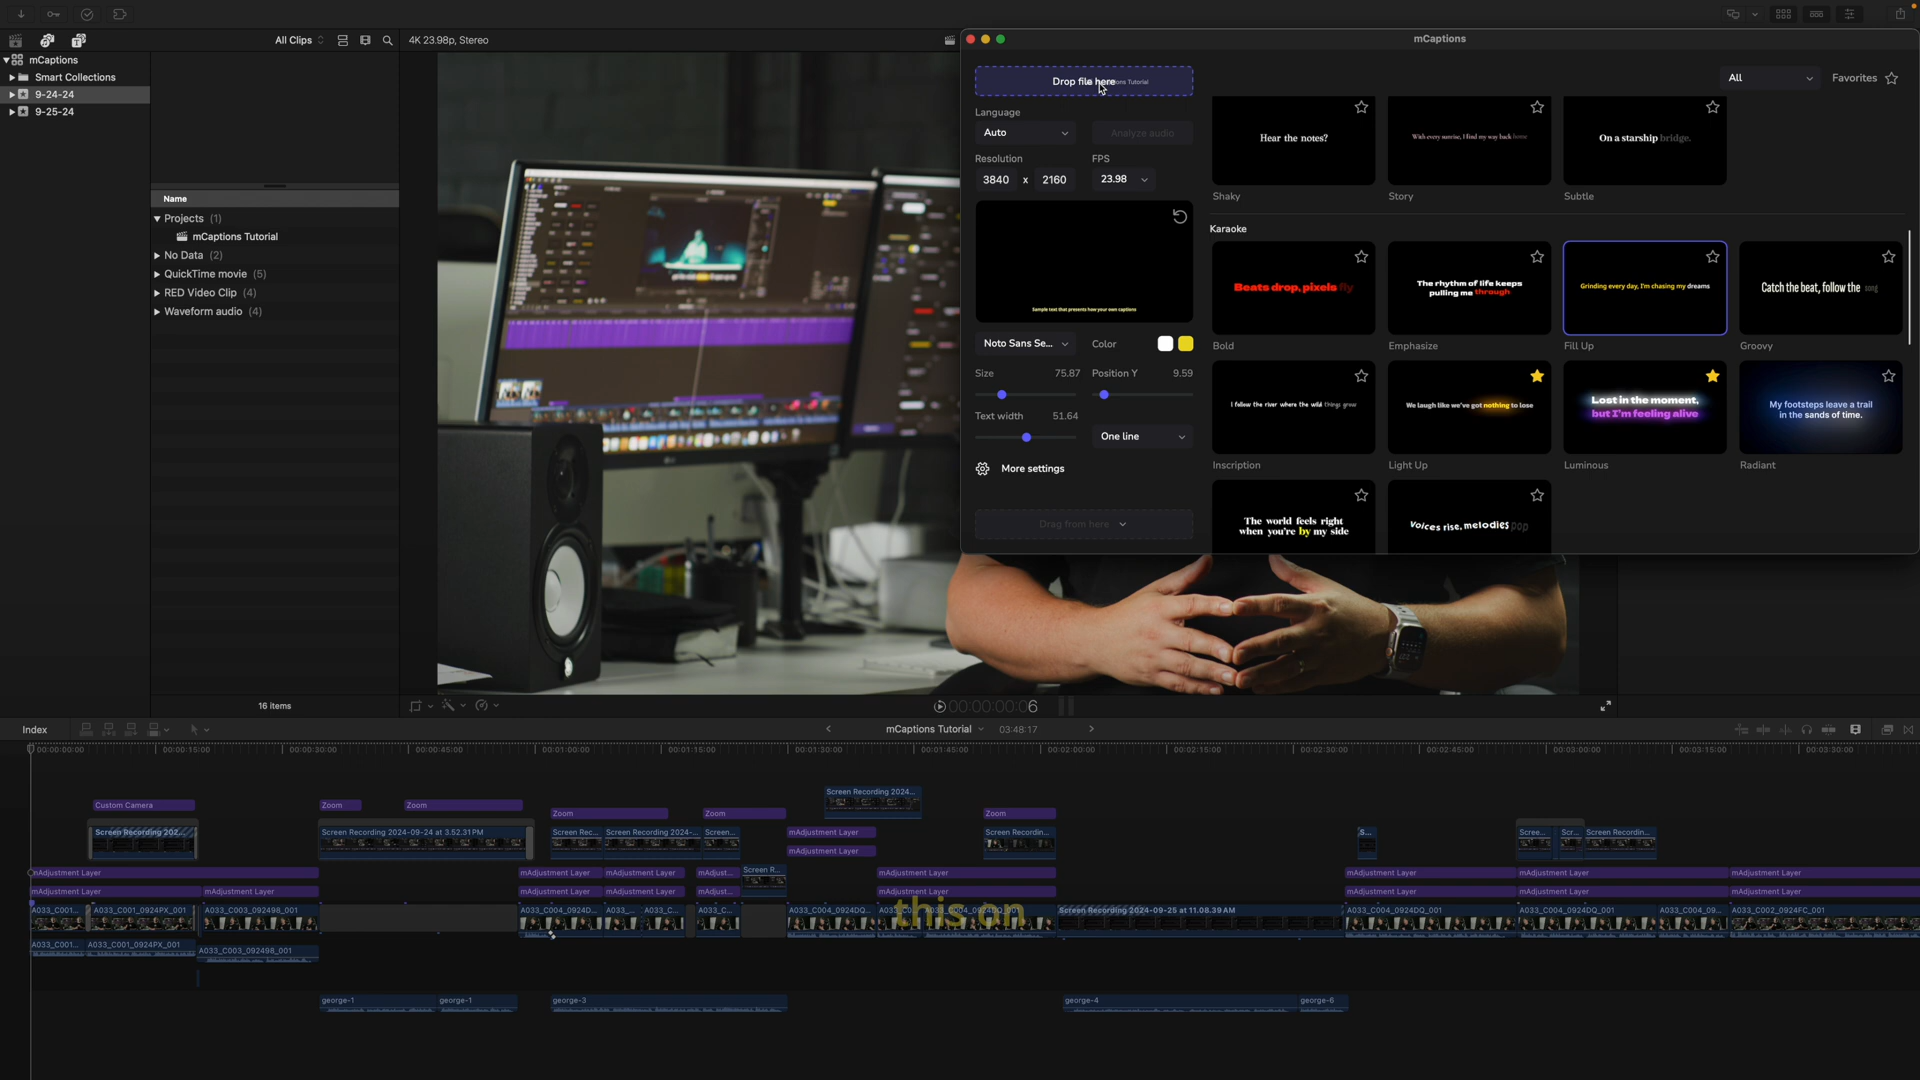 All Clips
4K 23.98p, Stereo
mCaptions
mCaptions
Smart Collections
9-24-24
9-25-24
Name
Projects (1)
mCaptions Tutorial
No Data (2)
QuickTime movie (5)
RED Video Clip (4)
Waveform audio (4)
16 items
Drop file here
Language
Auto
Analyze audio
Resolution
FPS
3840 x 2160
23.98
Sample text that presents how your own captions
Noto Sans Se...
Color
Size 75.87
Position Y 9.59
Text width 51.64
One line
More settings
Drag from here
All
Favorites
Hear the notes?
With every sunrise, I find my way back home
On a starship bridge.
Shaky
Story
Subtle
Karaoke
Beats drop, pixels fly
The rhythm of life keeps
pulling me through
Grinding every day, I'm chasing my dreams
Catch the beat, follow the song
Bold
Emphasize
Fill Up
Groovy
I follow the river where the wild things grow
We laugh like we've got nothing to lose
Lost in the moment,
but I'm feeling alive
My footsteps leave a trail
in the sands of time.
Inscription
Light Up
Luminous
Radiant
The world feels right
when you're by my side
Voices rise, melodies pop
00:00:00:06
Index
mCaptions Tutorial
03:48:17
00:00:00:00
00:00:15:00
00:00:30:00
00:00:45:00
00:01:00:00
00:01:15:00
00:01:30:00
00:01:45:00
00:02:00:00
00:02:15:00
00:02:30:00
00:02:45:00
00:03:00:00
00:03:15:00
00:03:30:00
Screen Recording 2024...
Custom Camera
Zoom
Zoom
Zoom
Zoom
Zoom
Screen Recording 202...
Screen Recording 2024-09-24 at 3.52.31 PM
Screen Rec...
Screen Recording 2024-...
Screen...
mAdjustment Layer
Screen Recordin...
S...
Scree...
Scr...
Screen Recordin...
mAdjustment Layer
mAdjustment Layer
mAdjustment Layer
mAdjustment Layer
mAdjust...
Screen R...
mAdjustment Layer
mAdjustment Layer
mAdjustment Layer
mAdjustment Layer
mAdjustment Layer
mAdjustment Layer
mAdjustment Layer
mAdjustment Layer
mAdjust...
mAdjustment Layer
mAdjustment Layer
mAdjustment Layer
mAdjustment Layer
A033_C001...
A033_C001_0924PX_001
A033_C003_092498_001
A033_C004_0924D...
A033_...
A033_C...
A033_C...
A033_C004_0924DQ...
this on
Screen Recording 2024-09-25 at 11.08.39 AM
A033_C004_0924DQ_001
A033_C004_0924DQ_001
A033_C004_09...
A033_C002_0924FC_001
A033_C001...
A033_C001_0924PX_001
A033_C003_092498_001
george-1
george-1
george-3
george-4
george-6